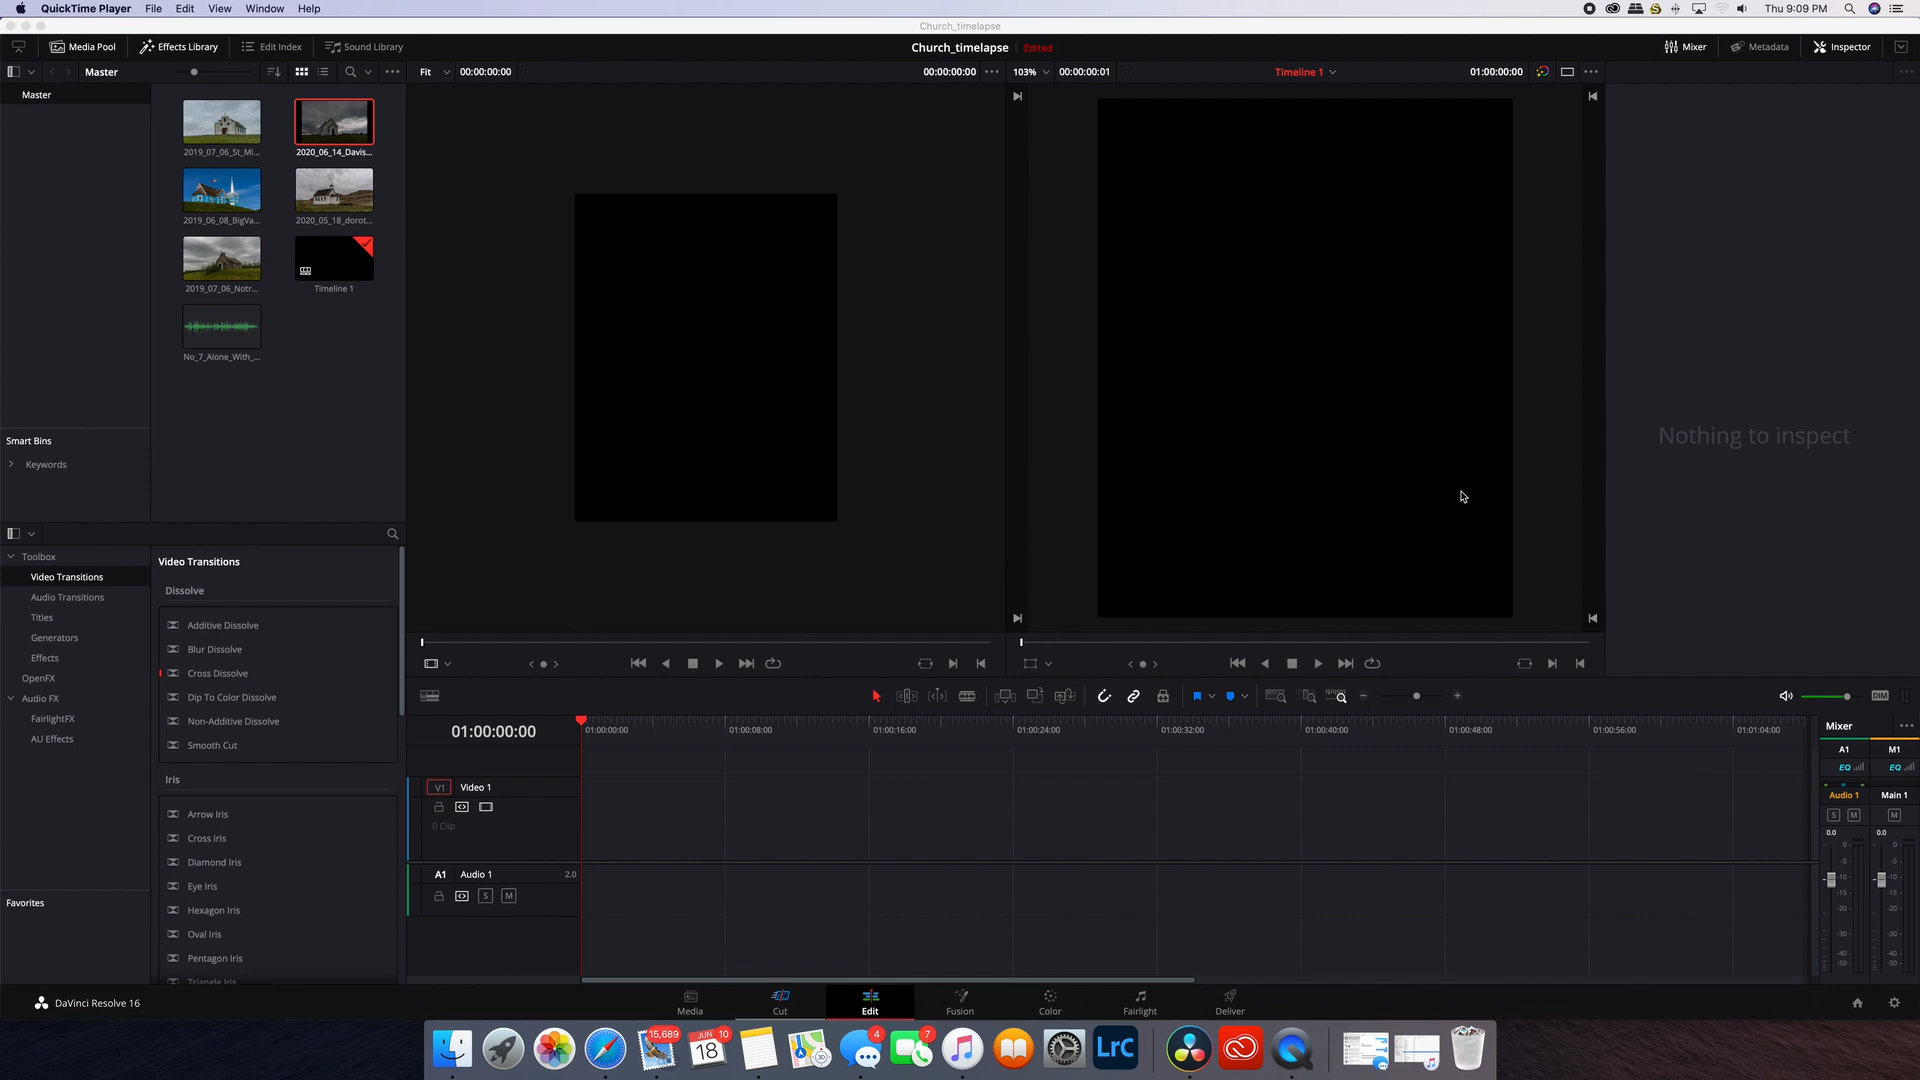 QuickTime Player File Edit View Window Help
Thu 9:09 PM
Church_timelapse
Media Pool Effects Library Edit Index Sound Library
Church_timelapse Edited
Mixer Metadata Inspector
Master
Fit 00:00:00:00 00:00:00:00
103% 00:00:00:01 Timeline 1 01:00:00:00
Master
2019_07_06_St_Mi... 2020_06_14_Davis...
2019_06_08_BigVa... 2020_05_18_dorot...
2019_07_06_Notr... Timeline 1
No_7_Alone_With_...
Nothing to inspect
Smart Bins
Keywords
Toolbox
Video Transitions
Audio Transitions
Titles
Generators
Effects
OpenFX
Audio FX
FairlightFX
AU Effects
Favorites
Video Transitions
Dissolve
Additive Dissolve
Blur Dissolve
Cross Dissolve
Dip To Color Dissolve
Non-Additive Dissolve
Smooth Cut
Iris
Arrow Iris
Cross Iris
Diamond Iris
Eye Iris
Hexagon Iris
Oval Iris
Pentagon Iris
Triangle Iris
DIM
01:00:00:00
01:00:00:00 01:00:08:00 01:00:16:00 01:00:24:00 01:00:32:00 01:00:40:00 01:00:48:00 01:00:56:00 01:01:04:00
V1 Video 1
0 Clip
A1 Audio 1 2.0
S M
Mixer
A1 M1
EQ EQ
Audio 1 Main 1
S M M
0.0 0.0
0 0
-5 -5
-10 -10
-15 -15
-20 -20
-30 -30
-40 -40
-50 -50
DaVinci Resolve 16
Media Cut Edit Fusion Color Fairlight Deliver
15,689 JUN 10 18 3D 4 7 LrC